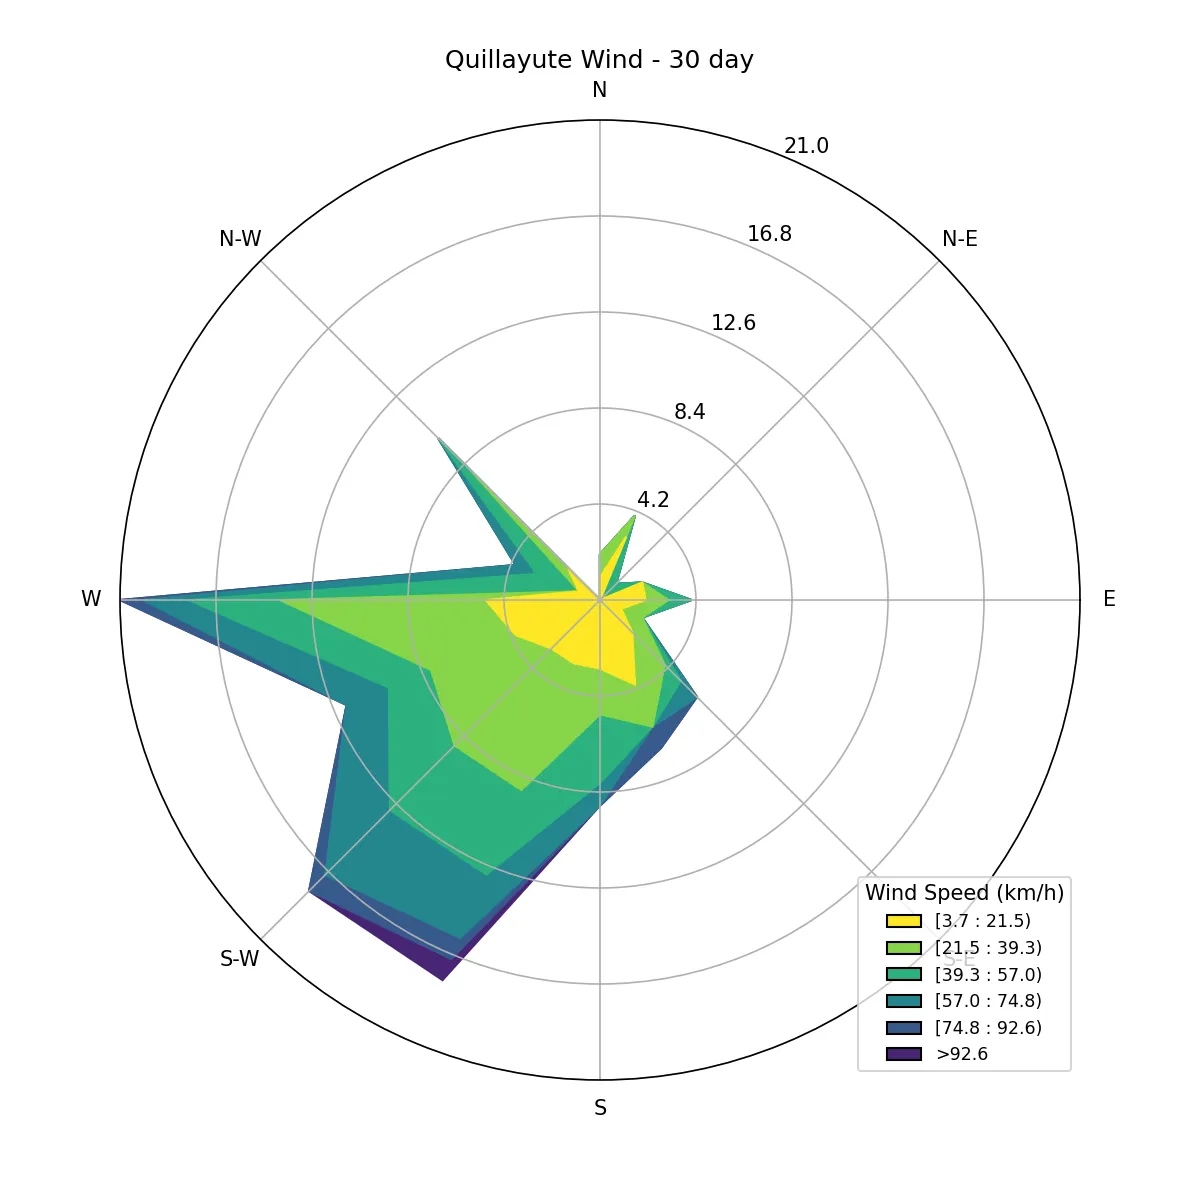 Quillayute Wind - 30 day
N
21.0
16.8
N-W
N-E
12.6
8.4
4.2
W
E
Wind Speed (km/h)
[3.7 : 21.5)
[21.5 : 39.3)
S-W
S-E
[39.3 : 57.0)
[57.0 : 74.8)
[74.8 : 92.6)
>92.6
S